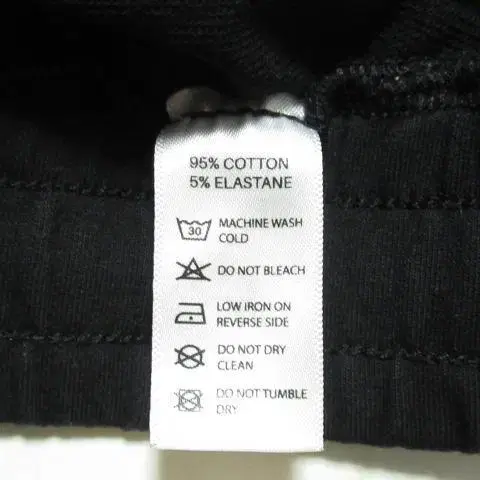 95% COTTON
5% ELASTANE
30
MACHINE WASH
COLD
DO NOT BLEACH
LOW IRON ON
REVERSE SIDE
DO NOT DRY
CLEAN
DO NOT TUMBLE
DRY